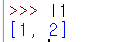 >>> l1
[1, 2]